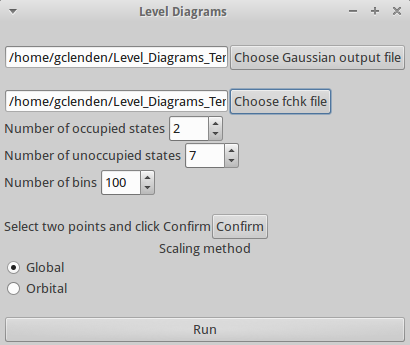 Level Diagrams
/home/gclenden/Level_Diagrams_Ter Choose Gaussian output file
/home/gclenden/Level_Diagrams_Ter Choose fchk file
Number of occupied states 2
Number of unoccupied states 7
Number of bins 100
Select two points and click Confirm Confirm
Scaling method
Global
Orbital
Run